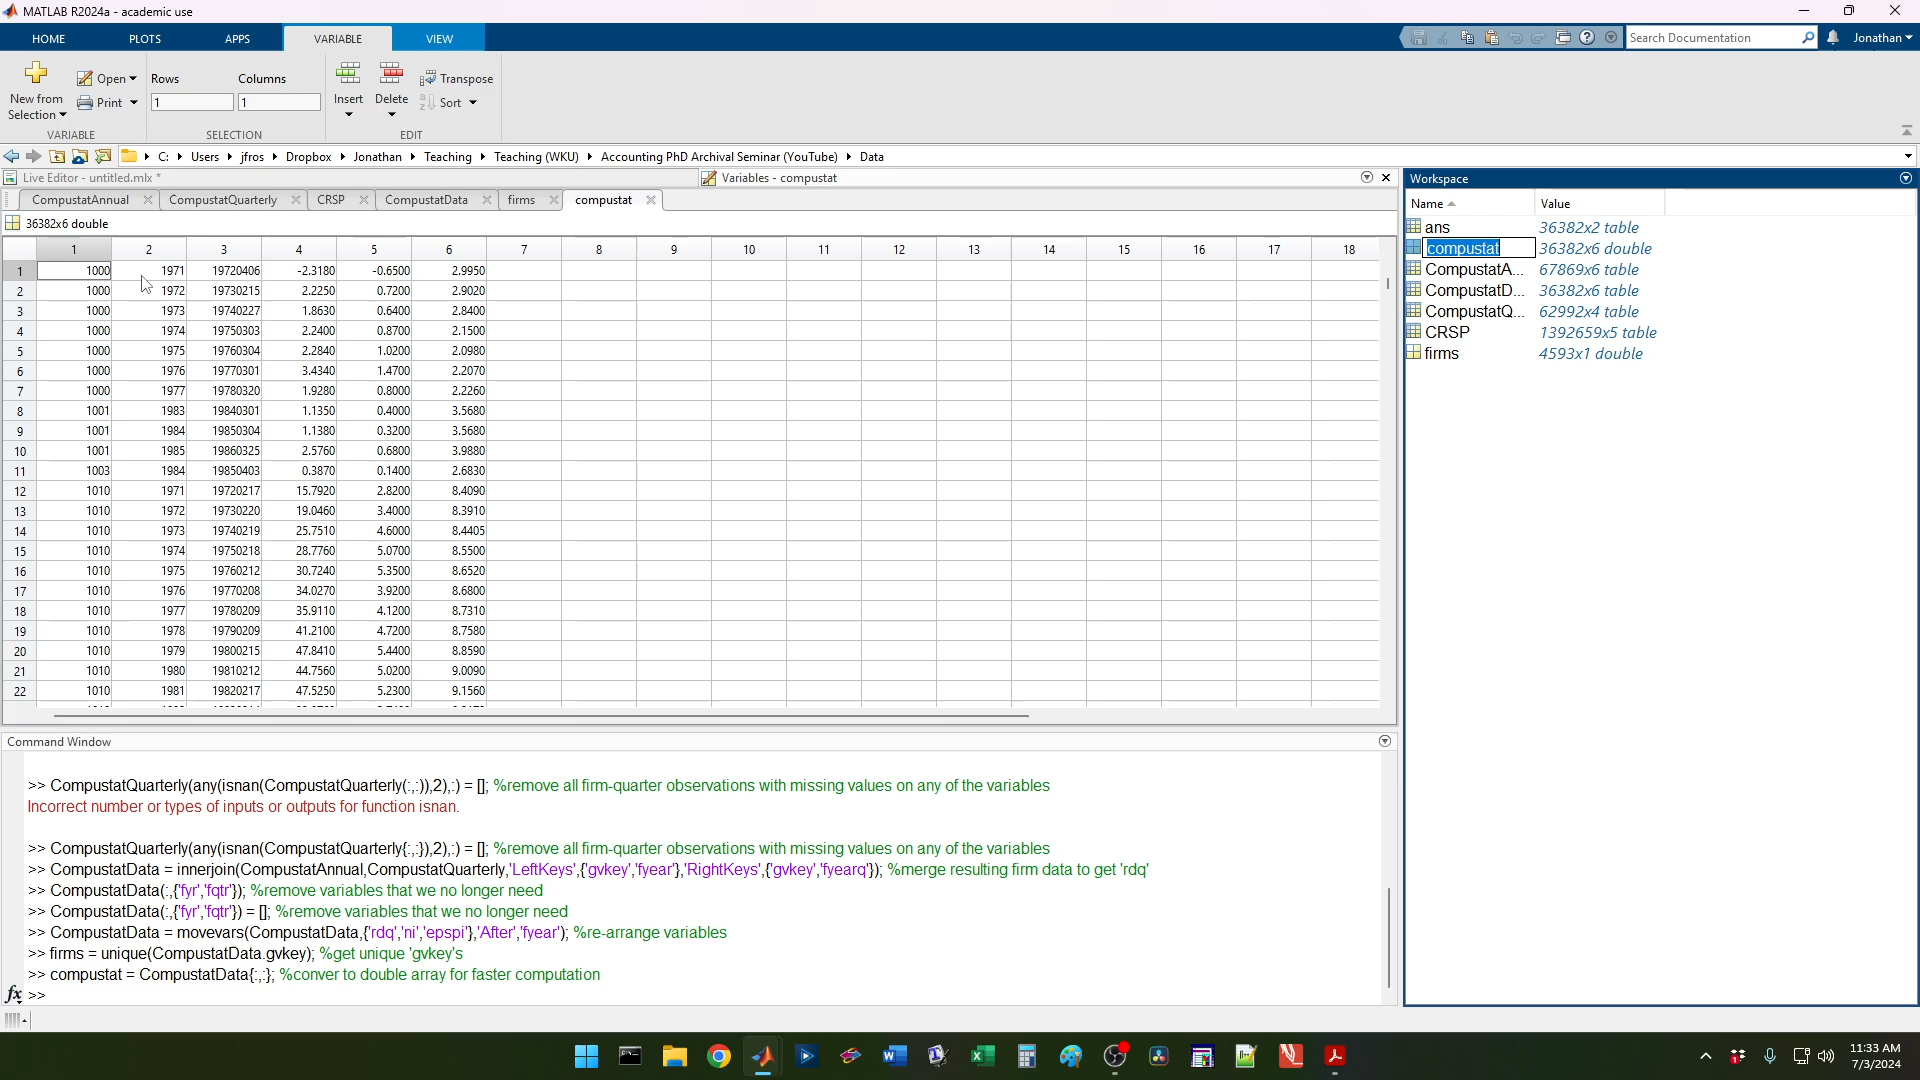 MATLAB R2024a - academic use
HOME PLOTS APPS VARIABLE VIEW
Search Documentation
Jonathan
New from Selection
Open
Print
Rows Columns
1 1
Insert Delete
Transpose
Sort
VARIABLE SELECTION EDIT
C: Users jfros Dropbox Jonathan Teaching Teaching (WKU) Accounting PhD Archival Seminar (YouTube) Data
Live Editor - untitled.mlx *
Variables - compustat
CompustatAnnual CompustatQuarterly CRSP CompustatData firms compustat
36382x6 double
1 2 3 4 5 6 7 8 9 10 11 12 13 14 15 16 17 18
1 1000 1971 19720406 -2.3180 -0.6500 2.9950
2 1000 1972 19730215 2.2250 0.7200 2.9020
3 1000 1973 19740227 1.8630 0.6400 2.8400
4 1000 1974 19750303 2.2400 0.8700 2.1500
5 1000 1975 19760304 2.2840 1.0200 2.0980
6 1000 1976 19770301 3.4340 1.4700 2.2070
7 1000 1977 19780320 1.9280 0.8000 2.2260
8 1001 1983 19840301 1.1350 0.4000 3.5680
9 1001 1984 19850304 1.1380 0.3200 3.5680
10 1001 1985 19860325 2.5760 0.6800 3.9880
11 1003 1984 19850403 0.3870 0.1400 2.6830
12 1010 1971 19720217 15.7920 2.8200 8.4090
13 1010 1972 19730220 19.0460 3.4000 8.3910
14 1010 1973 19740219 25.7510 4.6000 8.4405
15 1010 1974 19750218 28.7760 5.0700 8.5500
16 1010 1975 19760212 30.7240 5.3500 8.6520
17 1010 1976 19770208 34.0270 3.9200 8.6800
18 1010 1977 19780209 35.9110 4.1200 8.7310
19 1010 1978 19790209 41.2100 4.7200 8.7580
20 1010 1979 19800215 47.8410 5.4400 8.8590
21 1010 1980 19810212 44.7560 5.0200 9.0090
22 1010 1981 19820217 47.5250 5.2300 9.1560
Workspace
Name Value
ans 36382x2 table
compustat 36382x6 double
CompustatA... 67869x6 table
CompustatD... 36382x6 table
CompustatQ... 62992x4 table
CRSP 1392659x5 table
firms 4593x1 double
Command Window
>> CompustatQuarterly(any(isnan(CompustatQuarterly(:,:)),2),:) = []; %remove all firm-quarter observations with missing values on any of the variables
Incorrect number or types of inputs or outputs for function isnan.
>> CompustatQuarterly(any(isnan(CompustatQuarterly{:,:}),2),:) = []; %remove all firm-quarter observations with missing values on any of the variables
>> CompustatData = innerjoin(CompustatAnnual,CompustatQuarterly,'LeftKeys',{'gvkey','fyear'},'RightKeys',{'gvkey','fyearq'}); %merge resulting firm data to get 'rdq'
>> CompustatData(:,{'fyr','fqtr'}); %remove variables that we no longer need
>> CompustatData(:,{'fyr','fqtr'}) = []; %remove variables that we no longer need
>> CompustatData = movevars(CompustatData,{'rdq','ni','epspi'},'After','fyear'); %re-arrange variables
>> firms = unique(CompustatData.gvkey); %get unique 'gvkey's
>> compustat = CompustatData{:,:}; %conver to double array for faster computation
fx >>
11:33 AM
7/3/2024